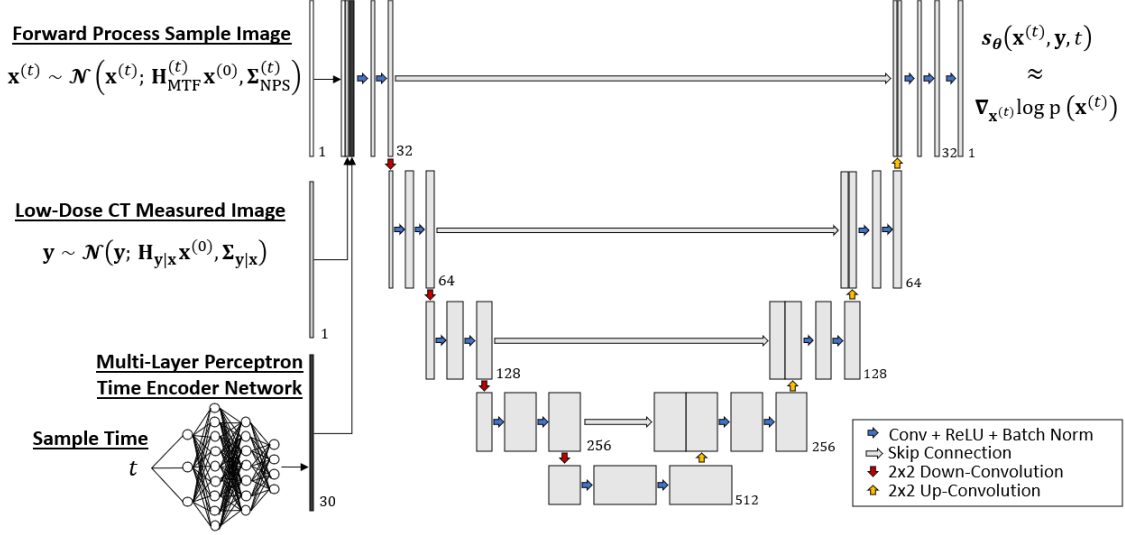 Forward Process Sample Image
𝐱^(t) ~ 𝓝(𝐱^(t); 𝐇_MTF^(t) 𝐱^(0), 𝚺_NPS^(t))
1
Low-Dose CT Measured Image
𝐲 ~ 𝓝(𝐲; 𝐇_𝐲|𝐱 𝐱^(0), 𝚺_𝐲|𝐱)
1
Multi-Layer Perceptron
Time Encoder Network
Sample Time
t
30
32
64
128
256
512
256
128
64
32
1
𝐬_𝛉(𝐱^(t), 𝐲, t)
≈
𝛁_𝐱^(t) log p (𝐱^(t))
Conv + ReLU + Batch Norm
Skip Connection
2x2 Down-Convolution
2x2 Up-Convolution